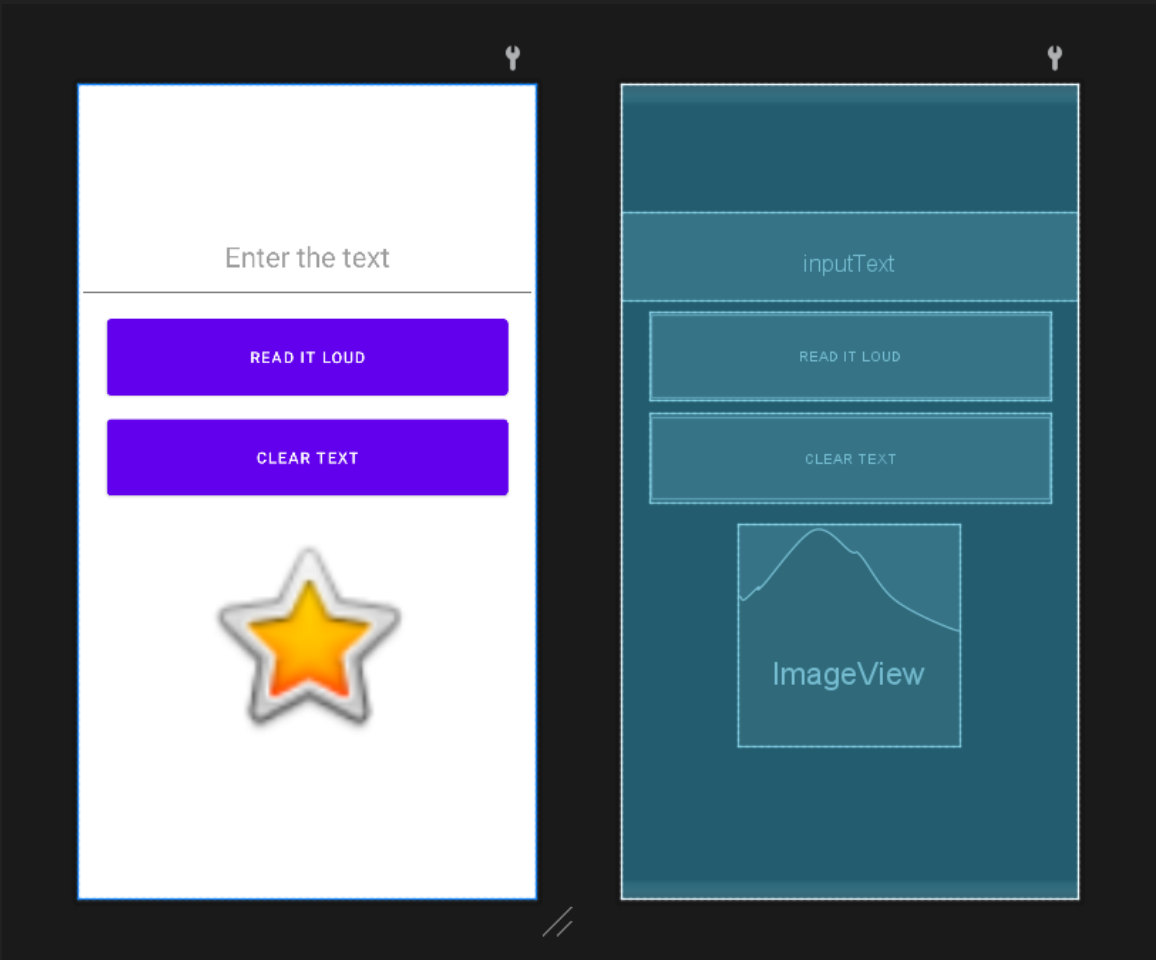 Enter the text
READ IT LOUD
CLEAR TEXT
inputText
READ IT LOUD
CLEAR TEXT
ImageView